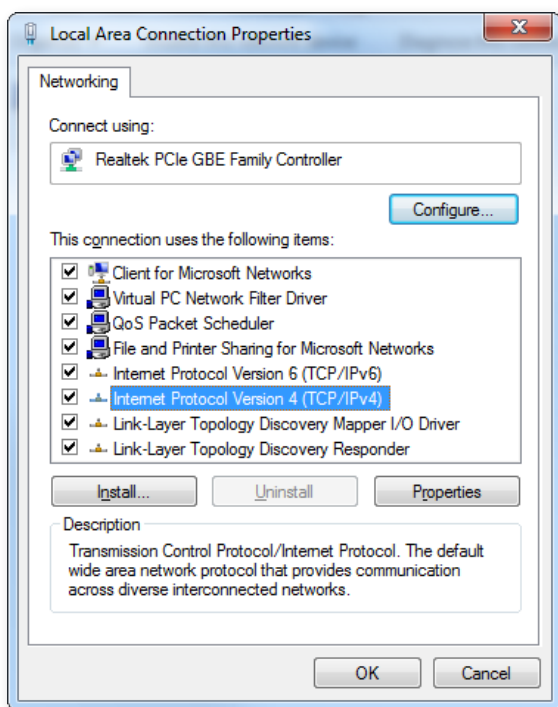 Local Area Connection Properties
Networking
Connect using:
Realtek PCIe GBE Family Controller
Configure...
This connection uses the following items:
Client for Microsoft Networks
Virtual PC Network Filter Driver
QoS Packet Scheduler
File and Printer Sharing for Microsoft Networks
Internet Protocol Version 6 (TCP/IPv6)
Internet Protocol Version 4 (TCP/IPv4)
Link-Layer Topology Discovery Mapper I/O Driver
Link-Layer Topology Discovery Responder
Install...
Uninstall
Properties
Description
Transmission Control Protocol/Internet Protocol. The default
wide area network protocol that provides communication
across diverse interconnected networks.
OK
Cancel